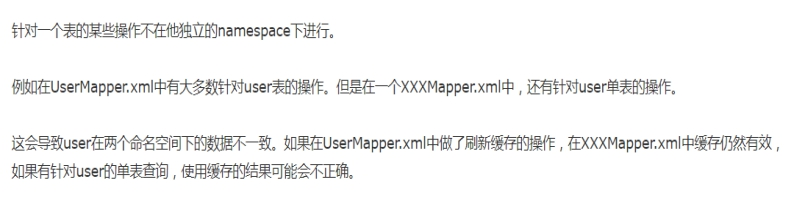 针对一个表的某些操作不在他独立的namespace下进行。
例如在UserMapper.xml中有大多数针对user表的操作。但是在一个XXXMapper.xml中，还有针对user单表的操作。
这会导致user在两个命名空间下的数据不一致。如果在UserMapper.xml中做了刷新缓存的操作，在XXXMapper.xml中缓存仍然有效，
如果有针对user的单表查询，使用缓存的结果可能会不正确。